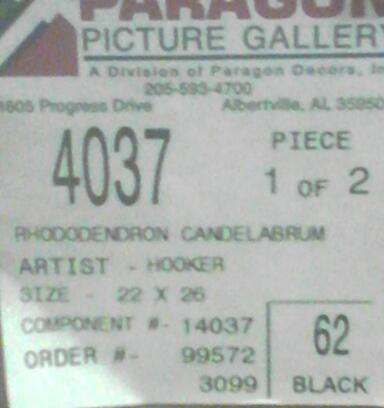 PARAGON
PICTURE GALLERY
A Division of Paragon Decors, In
205-593-4700
1605 Progress Drive Albertville, AL 35950
4037
PIECE
1 OF 2
RHODODENDRON CANDELABRUM
ARTIST - HOOKER
SIZE - 22 X 26
COMPONENT #- 14037
ORDER #- 99572
3099
62
BLACK